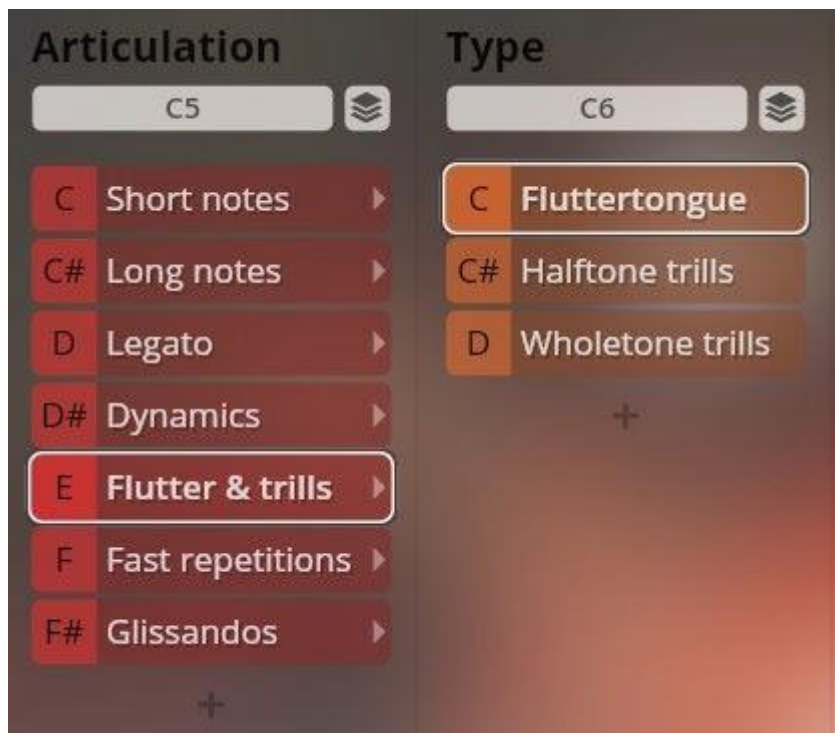 Articulation
C5
C Short notes
C# Long notes
D Legato
D# Dynamics
E Flutter & trills
F Fast repetitions
F# Glissandos
+
Type
C6
C Fluttertongue
C# Halftone trills
D Wholetone trills
+